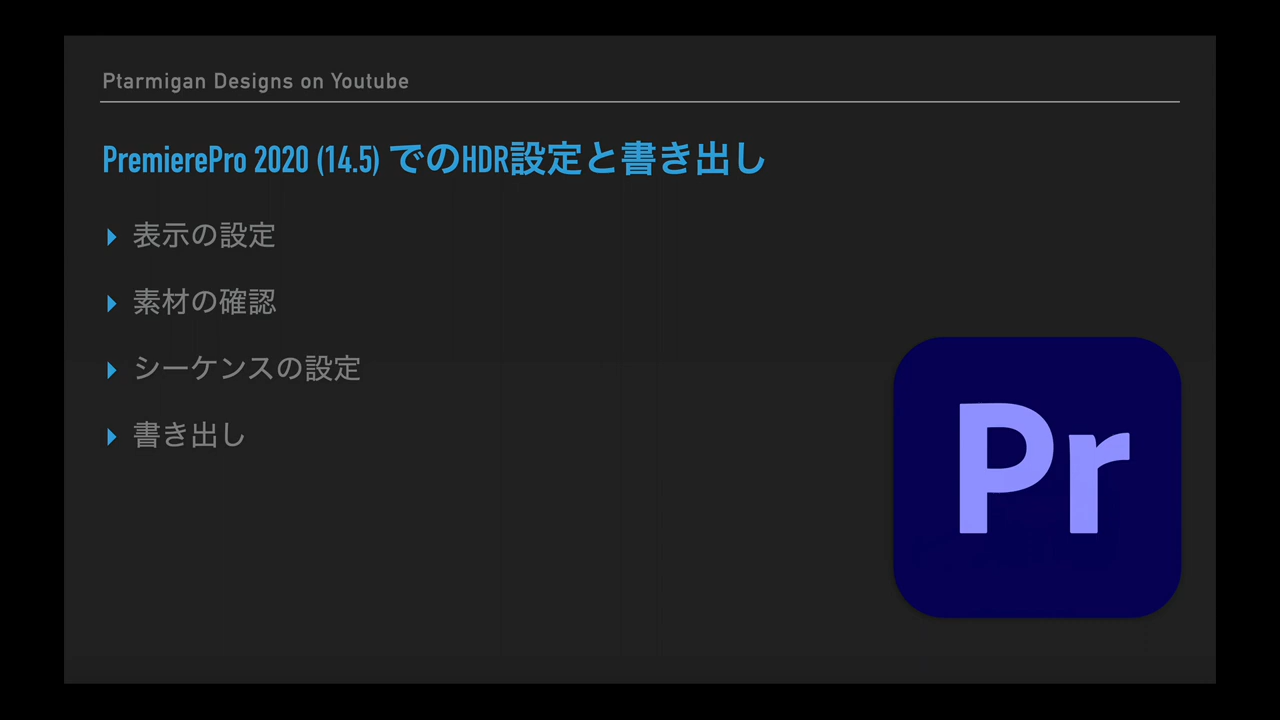 Ptarmigan Designs on Youtube
PremierePro 2020 (14.5) でのHDR設定と書き出し
表示の設定
素材の確認
シーケンスの設定
書き出し
Pr